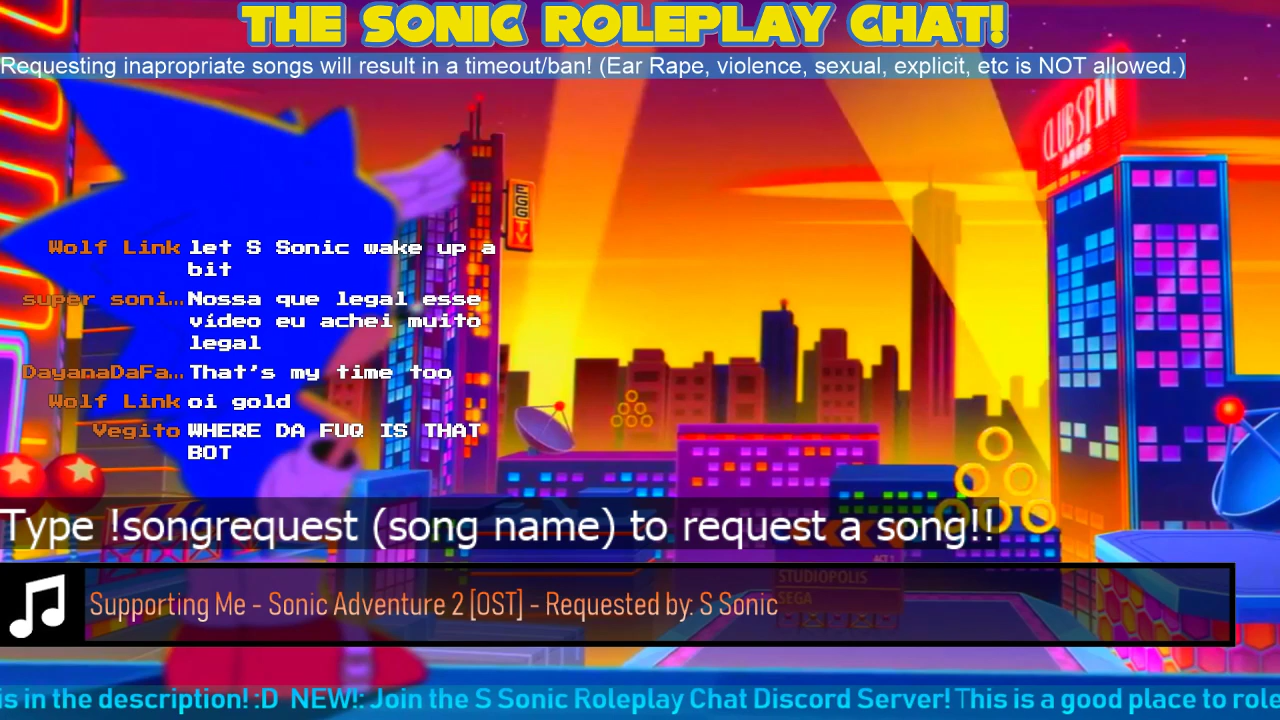 THE SONIC ROLEPLAY CHAT!
Requesting inapropriate songs will result in a timeout/ban! (Ear Rape, violence, sexual, explicit, etc is NOT allowed.)
CLUB SPIN
EGG
TV
Wolf Link let S Sonic wake up a
bit
super soni... Nossa que legal esse
vídeo eu achei muito
legal
DayanaDaFa... That's my time too
Wolf Link oi gold
Vegito WHERE DA FUQ IS THAT
BOT
Type !songrequest (song name) to request a song!!
ACT 1
STUDIOPOLIS
SEGA
Supporting Me - Sonic Adventure 2 [OST] - Requested by: S Sonic
is in the description! :D NEW!: Join the S Sonic Roleplay Chat Discord Server! This is a good place to role